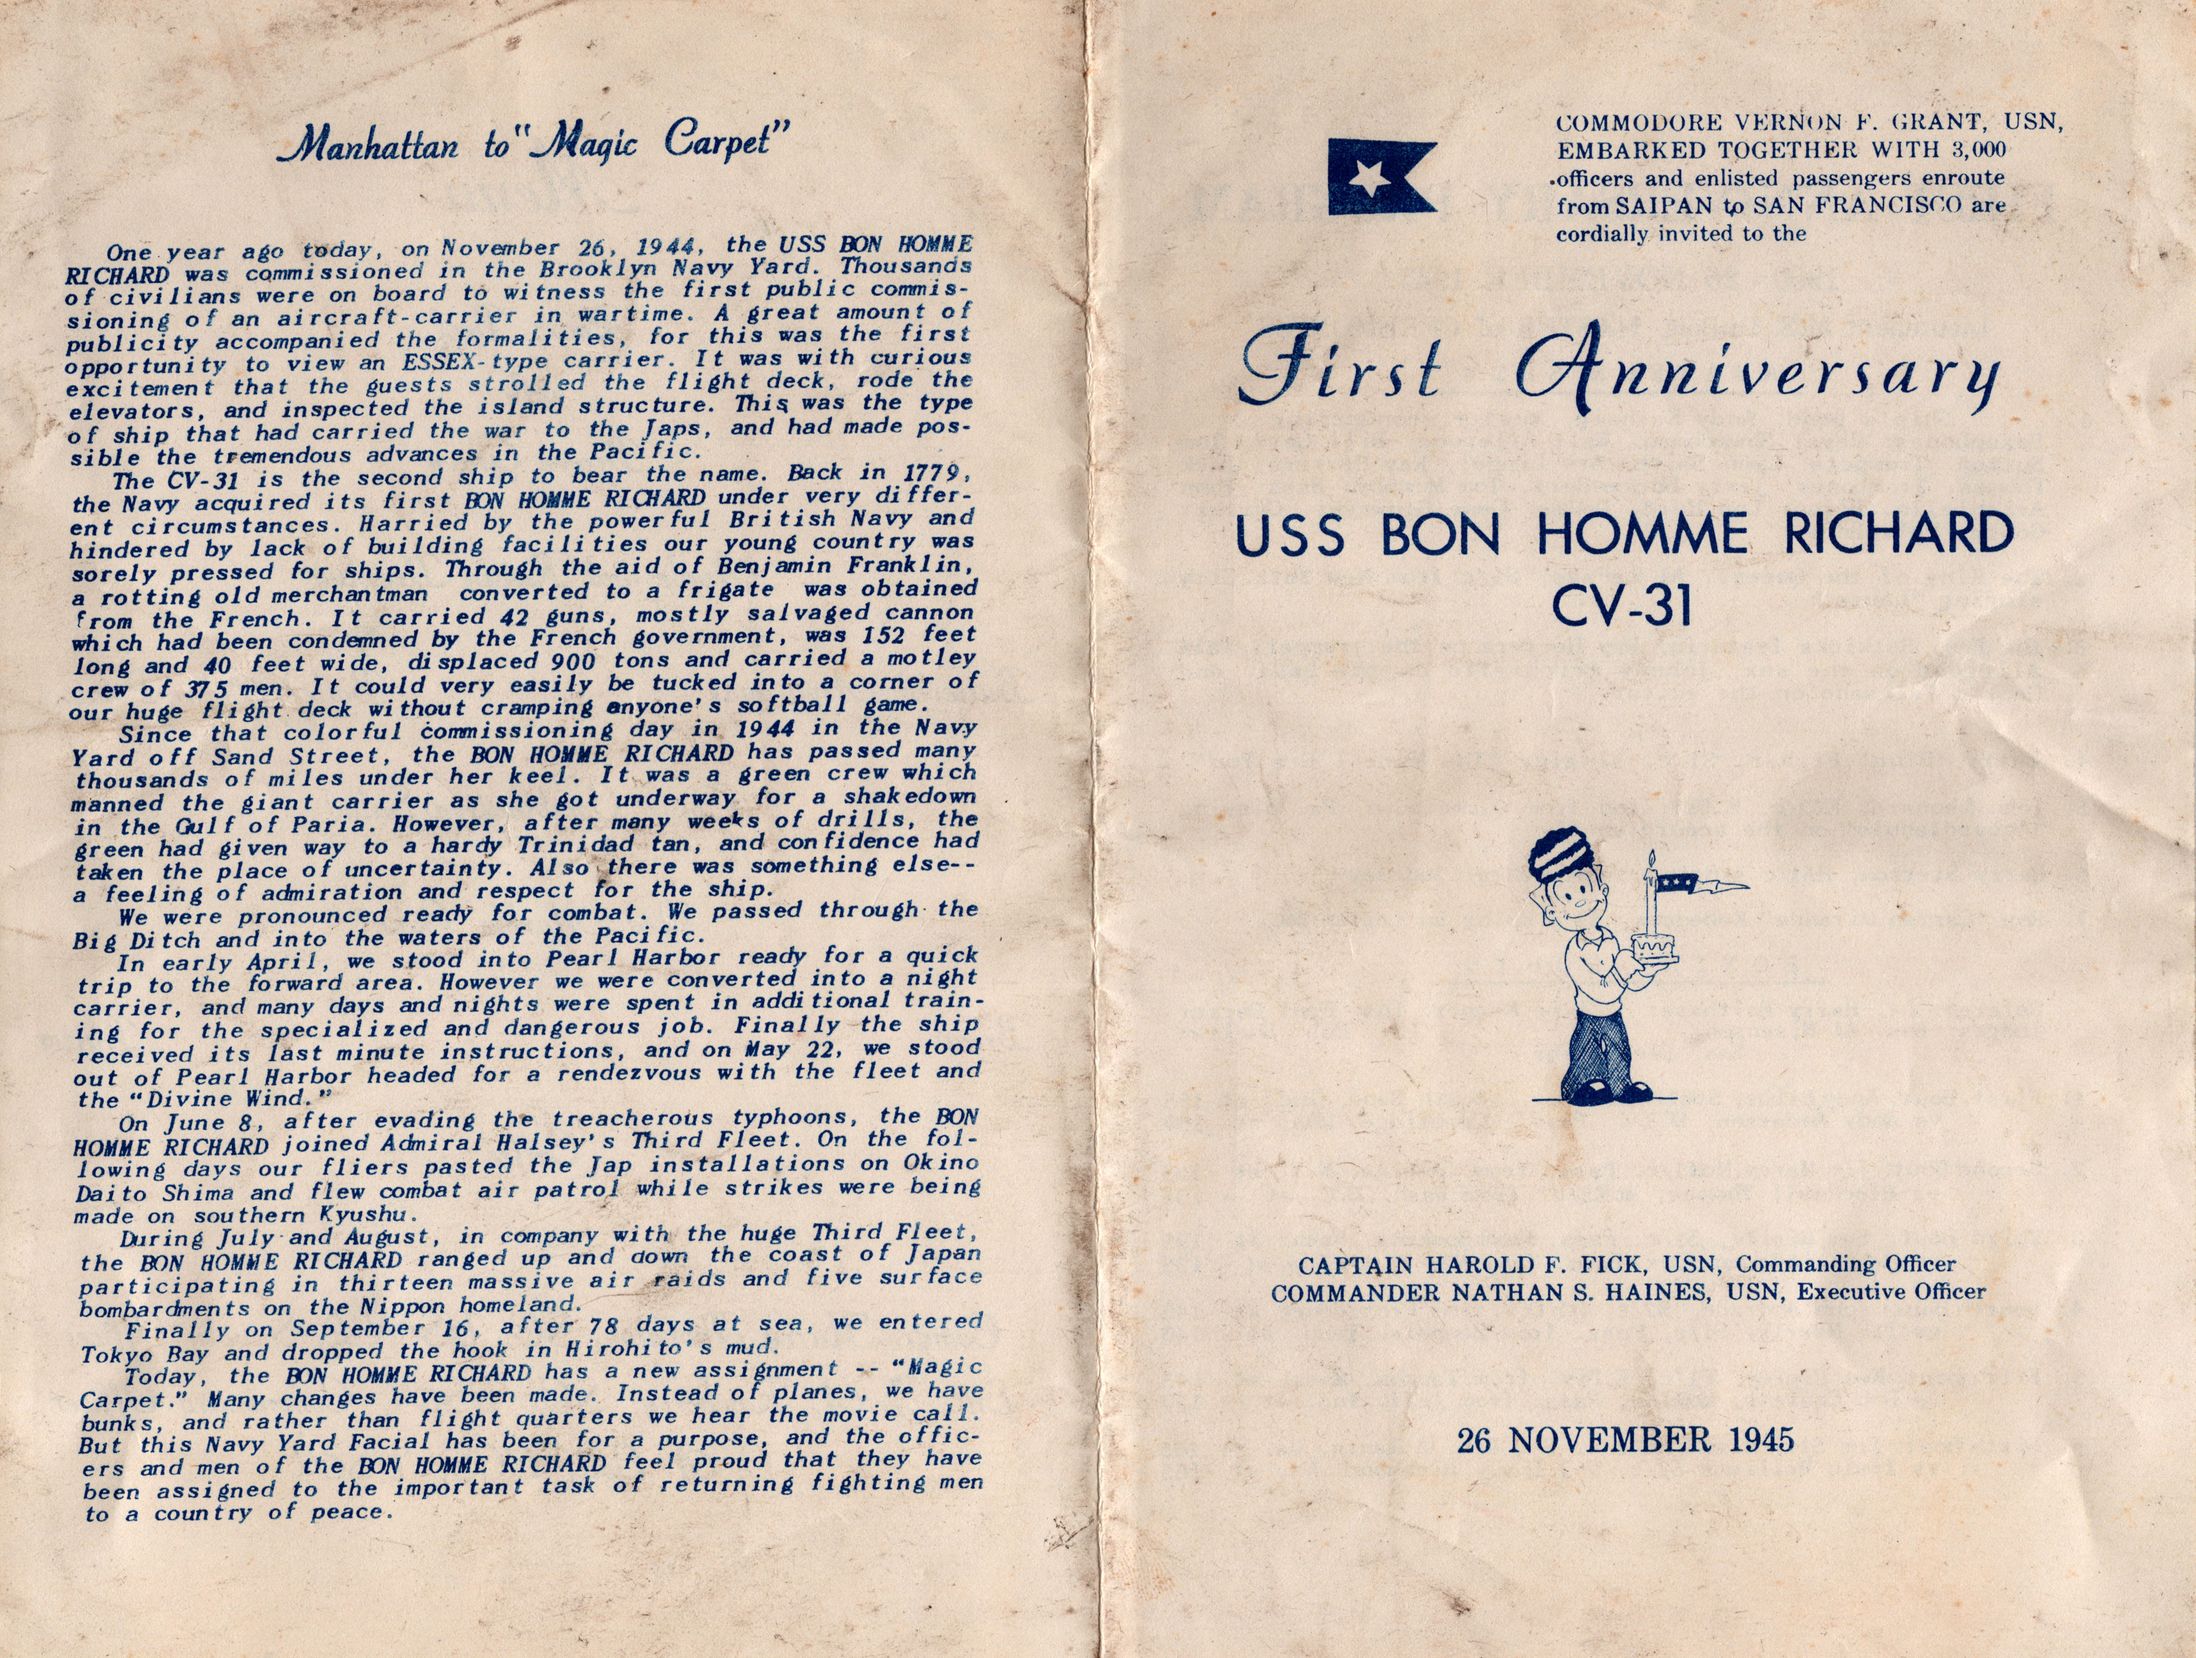 Manhattan to "Magic Carpet"
One year ago today, on November 26, 1944, the USS BON HOMME
RICHARD was commissioned in the Brooklyn Navy Yard. Thousands
of civilians were on board to witness the first public commis-
sioning of an aircraft-carrier in wartime. A great amount of
publicity accompanied the formalities, for this was the first
opportunity to view an ESSEX-type carrier. It was with curious
excitement that the guests strolled the flight deck, rode the
elevators, and inspected the island structure. This was the type
of ship that had carried the war to the Japs, and had made pos-
sible the tremendous advances in the Pacific.
The CV-31 is the second ship to bear the name. Back in 1779,
the Navy acquired its first BON HOMME RICHARD under very differ-
ent circumstances. Harried by the powerful British Navy and
hindered by lack of building facilities our young country was
sorely pressed for ships. Through the aid of Benjamin Franklin,
a rotting old merchantman converted to a frigate was obtained
from the French. It carried 42 guns, mostly salvaged cannon
which had been condemned by the French government, was 152 feet
long and 40 feet wide, displaced 900 tons and carried a motley
crew of 375 men. It could very easily be tucked into a corner of
our huge flight deck without cramping anyone's softball game.
Since that colorful commissioning day in 1944 in the Navy
Yard off Sand Street, the BON HOMME RICHARD has passed many
thousands of miles under her keel. It was a green crew which
manned the giant carrier as she got underway for a shakedown
in the Gulf of Paria. However, after many weeks of drills, the
green had given way to a hardy Trinidad tan, and confidence had
taken the place of uncertainty. Also there was something else--
a feeling of admiration and respect for the ship.
We were pronounced ready for combat. We passed through the
Big Ditch and into the waters of the Pacific.
In early April, we stood into Pearl Harbor ready for a quick
trip to the forward area. However we were converted into a night
carrier, and many days and nights were spent in additional train-
ing for the specialized and dangerous job. Finally the ship
received its last minute instructions, and on May 22, we stood
out of Pearl Harbor headed for a rendezvous with the fleet and
the "Divine Wind."
On June 8, after evading the treacherous typhoons, the BON
HOMME RICHARD joined Admiral Halsey's Third Fleet. On the fol-
lowing days our fliers pasted the Jap installations on Okino
Daito Shima and flew combat air patrol while strikes were being
made on southern Kyushu.
During July and August, in company with the huge Third Fleet,
the BON HOMME RICHARD ranged up and down the coast of Japan
participating in thirteen massive air raids and five surface
bombardments on the Nippon homeland.
Finally on September 16, after 78 days at sea, we entered
Tokyo Bay and dropped the hook in Hirohito's mud.
Today, the BON HOMME RICHARD has a new assignment -- "Magic
Carpet." Many changes have been made. Instead of planes, we have
bunks, and rather than flight quarters we hear the movie call.
But this Navy Yard Facial has been for a purpose, and the offic-
ers and men of the BON HOMME RICHARD feel proud that they have
been assigned to the important task of returning fighting men
to a country of peace.
COMMODORE VERNON F. GRANT, USN,
EMBARKED TOGETHER WITH 3,000
officers and enlisted passengers enroute
from SAIPAN to SAN FRANCISCO are
cordially invited to the
First Anniversary
USS BON HOMME RICHARD
CV-31
CAPTAIN HAROLD F. FICK, USN, Commanding Officer
COMMANDER NATHAN S. HAINES, USN, Executive Officer
26 NOVEMBER 1945